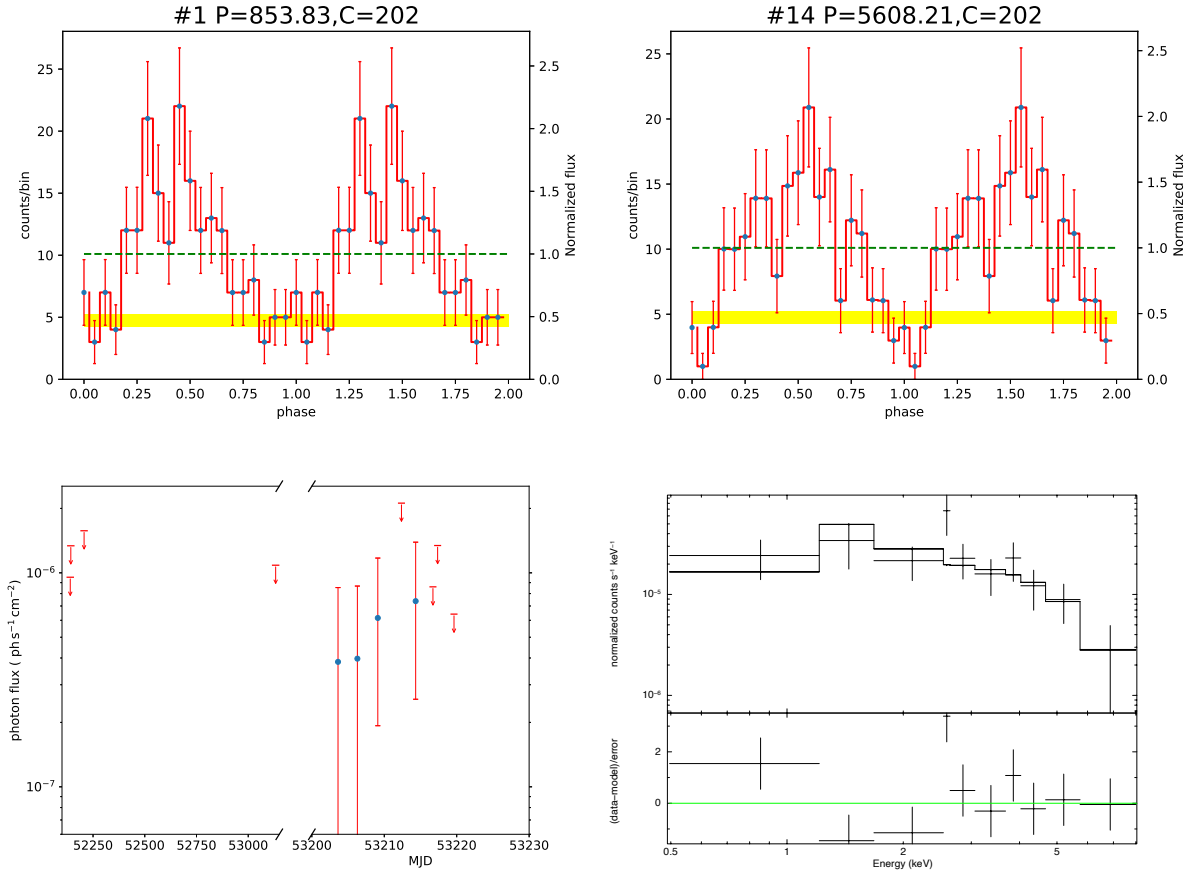 #1 P=853.83,C=202
#14 P=5608.21,C=202
25
20
15
10
5
0
counts/bin
2.5
2.0
1.5
1.0
0.5
0.0
Normalized flux
0.00 0.25 0.50 0.75 1.00 1.25 1.50 1.75 2.00
phase
25
20
15
10
5
0
counts/bin
2.5
2.0
1.5
1.0
0.5
0.0
Normalized flux
0.00 0.25 0.50 0.75 1.00 1.25 1.50 1.75 2.00
phase
10⁻⁶
10⁻⁷
photon flux ( ph s⁻¹ cm⁻²)
52250 52500 52750 53000 53200 53210 53220 53230
MJD
10⁻⁵
10⁻⁶
normalized counts s⁻¹ keV⁻¹
2
0
(data−model)/error
0.5 1 2 5
Energy (keV)